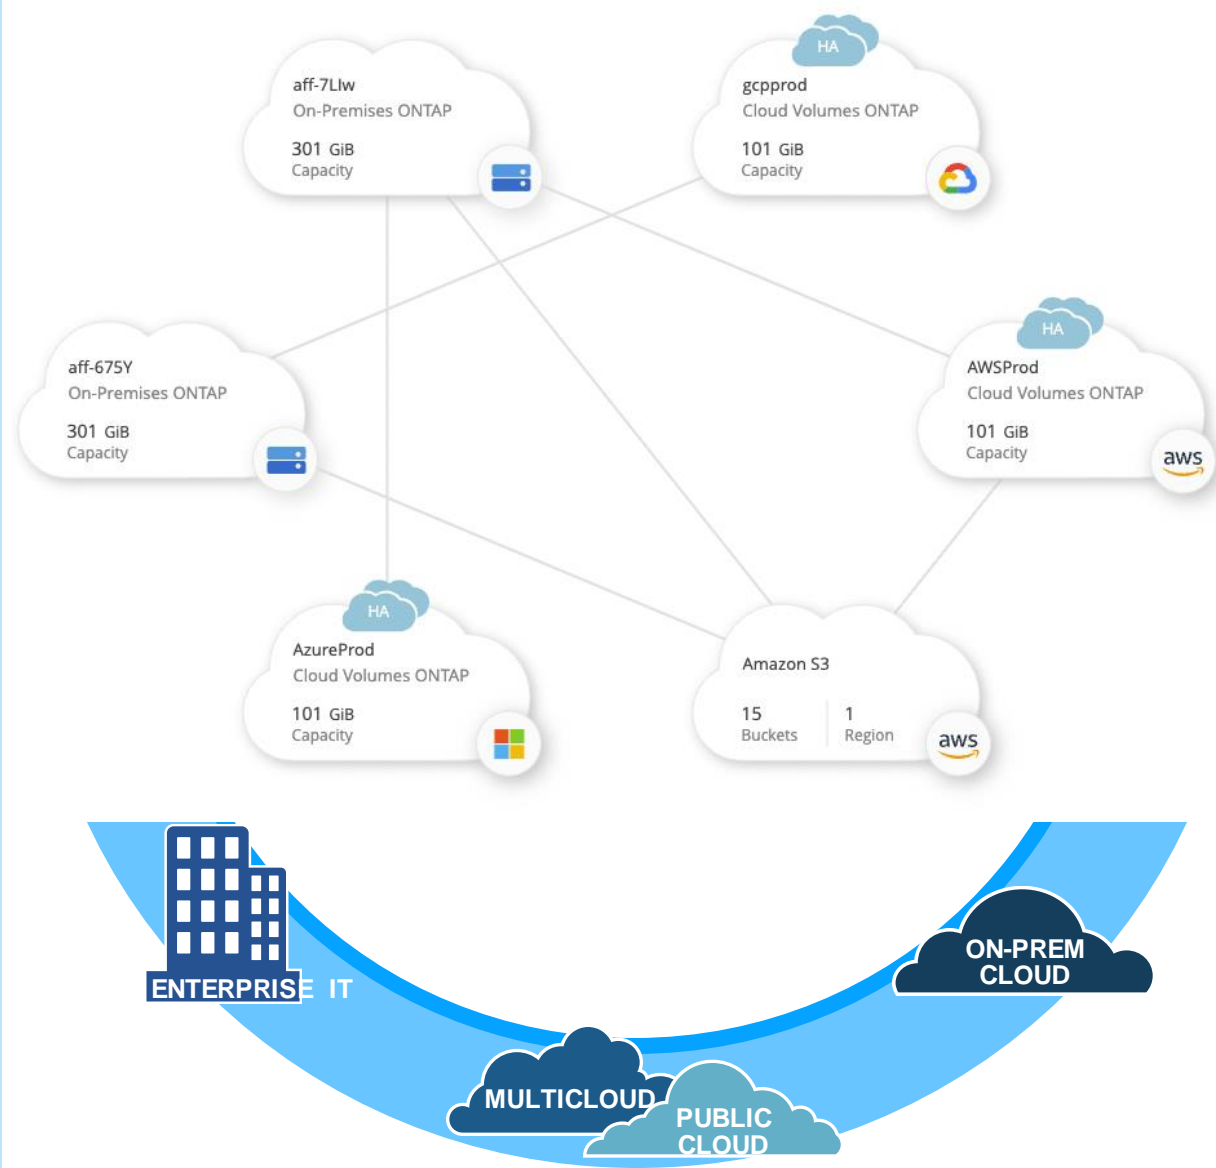 HA
aff-7LIw
On-Premises ONTAP
301 GiB
Capacity
HA
gcpprod
Cloud Volumes ONTAP
101 GiB
Capacity
aff-675Y
On-Premises ONTAP
301 GiB
Capacity
HA
AWSProd
Cloud Volumes ONTAP
101 GiB
Capacity
aws
HA
AzureProd
Cloud Volumes ONTAP
101 GiB
Capacity
Amazon S3
15
Buckets
1
Region
aws
ENTERPRISE IT
MULTICLOUD
PUBLIC
CLOUD
ON-PREM
CLOUD